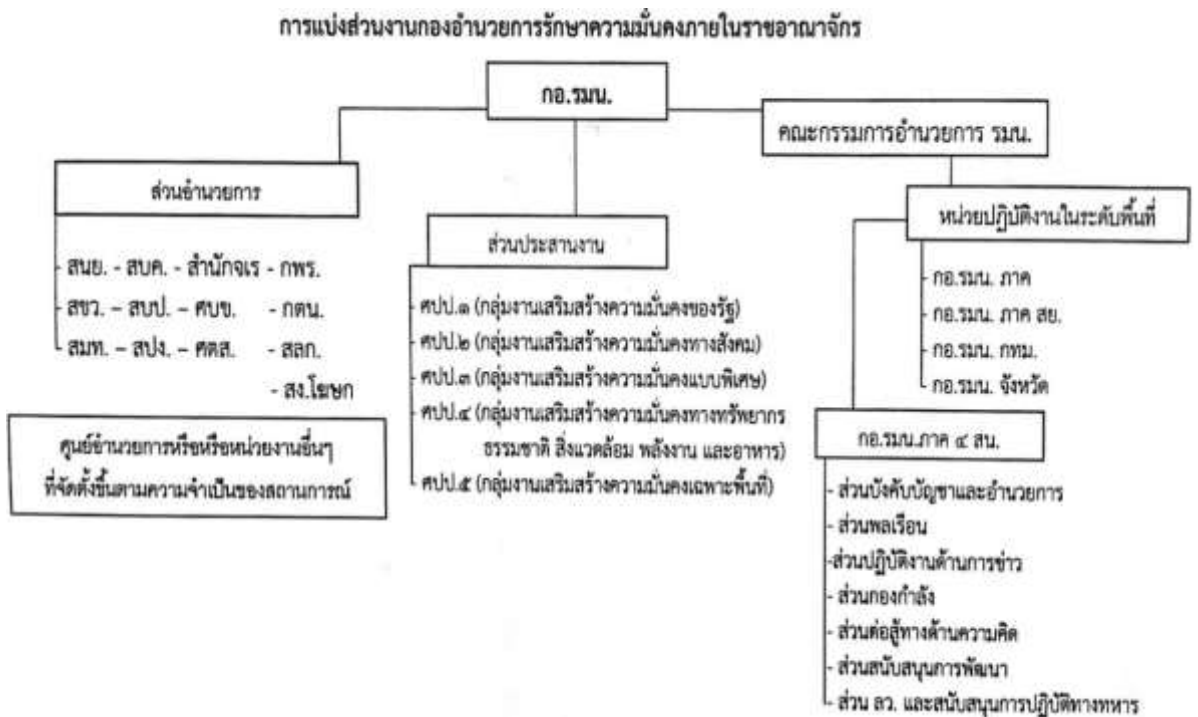 การแบ่งส่วนงานกองอำนวยการรักษาความมั่นคงภายในราชอาณาจักร
กอ.รมน.
คณะกรรมการอำนวยการ รมน.
ส่วนอำนวยการ
- สนย. - สบค. - สำนักจเร - กพร.
- สขว. – สบป. – ศบข. - กตน.
- สมท. – สปง. – ศตส. - สลก.
- สง.โฆษก
ศูนย์อำนวยการหรือหรือหน่วยงานอื่นๆ
ที่จัดตั้งขึ้นตามความจำเป็นของสถานการณ์
ส่วนประสานงาน
- ศปป.๑ (กลุ่มงานเสริมสร้างความมั่นคงของรัฐ)
- ศปป.๒ (กลุ่มงานเสริมสร้างความมั่นคงทางสังคม)
- ศปป.๓ (กลุ่มงานเสริมสร้างความมั่นคงแบบพิเศษ)
- ศปป.๔ (กลุ่มงานเสริมสร้างความมั่นคงทางทรัพยากร
ธรรมชาติ สิ่งแวดล้อม พลังงาน และอาหาร)
- ศปป.๕ (กลุ่มงานเสริมสร้างความมั่นคงเฉพาะพื้นที่)
หน่วยปฏิบัติงานในระดับพื้นที่
- กอ.รมน. ภาค
- กอ.รมน. ภาค สย.
- กอ.รมน. กทม.
- กอ.รมน. จังหวัด
กอ.รมน.ภาค ๔ สน.
- ส่วนบังคับบัญชาและอำนวยการ
- ส่วนพลเรือน
-ส่วนปฏิบัติงานด้านการข่าว
- ส่วนกองกำลัง
- ส่วนต่อสู้ทางด้านความคิด
- ส่วนสนับสนุนการพัฒนา
- ส่วน ลว. และสนับสนุนการปฏิบัติทางทหาร